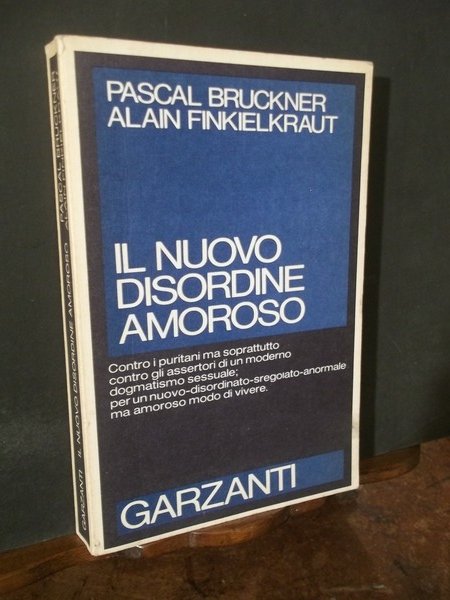 PASCAL BRUCKNER
ALAIN FINKIELKRAUT
IL NUOVO
DISORDINE
AMOROSO
Contro i puritani ma soprattutto
contro gli assertori di un moderno
dogmatismo sessuale;
per un nuovo-disordinato-sregolato-anormale
ma amoroso modo di vivere.
GARZANTI
PASCAL BRUCKNER
ALAIN FINKIELKRAUT
IL NUOVO DISORDINE AMOROSO
GARZANTI